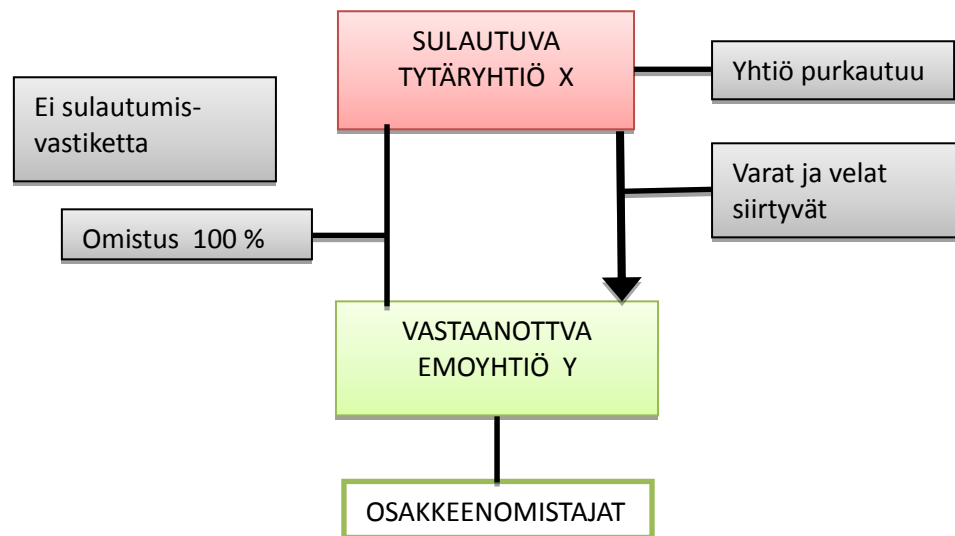 SULAUTUVA
TYTÄRYHTIÖ X
Yhtiö purkautuu
Ei sulautumis-
vastiketta
Varat ja velat
siirtyvät
Omistus 100 %
VASTAANOTTVA
EMOYHTIÖ Y
OSAKKEENOMISTAJAT